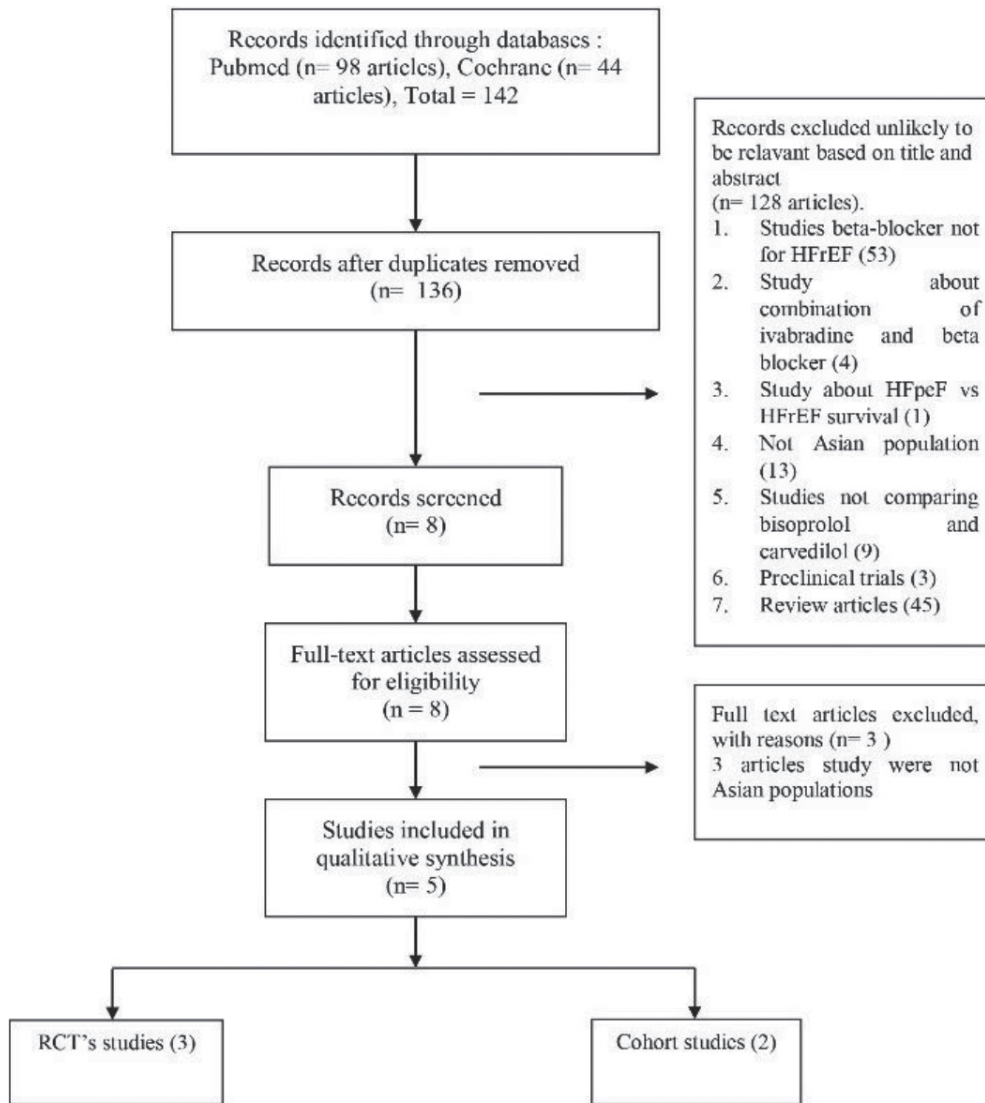 Records identified through databases :
Pubmed (n= 98 articles), Cochrane (n= 44
articles), Total = 142
Records after duplicates removed
(n= 136)
Records excluded unlikely to
be relavant based on title and
abstract
(n= 128 articles).
1. Studies beta-blocker not
for HFrEF (53)
2. Study about
combination of
ivabradine and beta
blocker (4)
3. Study about HFpeF vs
HFrEF survival (1)
4. Not Asian population
(13)
5. Studies not comparing
bisoprolol and
carvedilol (9)
6. Preclinical trials (3)
7. Review articles (45)
Records screened
(n= 8)
Full-text articles assessed
for eligibility
(n = 8)
Full text articles excluded,
with reasons (n= 3 )
3 articles study were not
Asian populations
Studies included in
qualitative synthesis
(n= 5)
RCT's studies (3)
Cohort studies (2)